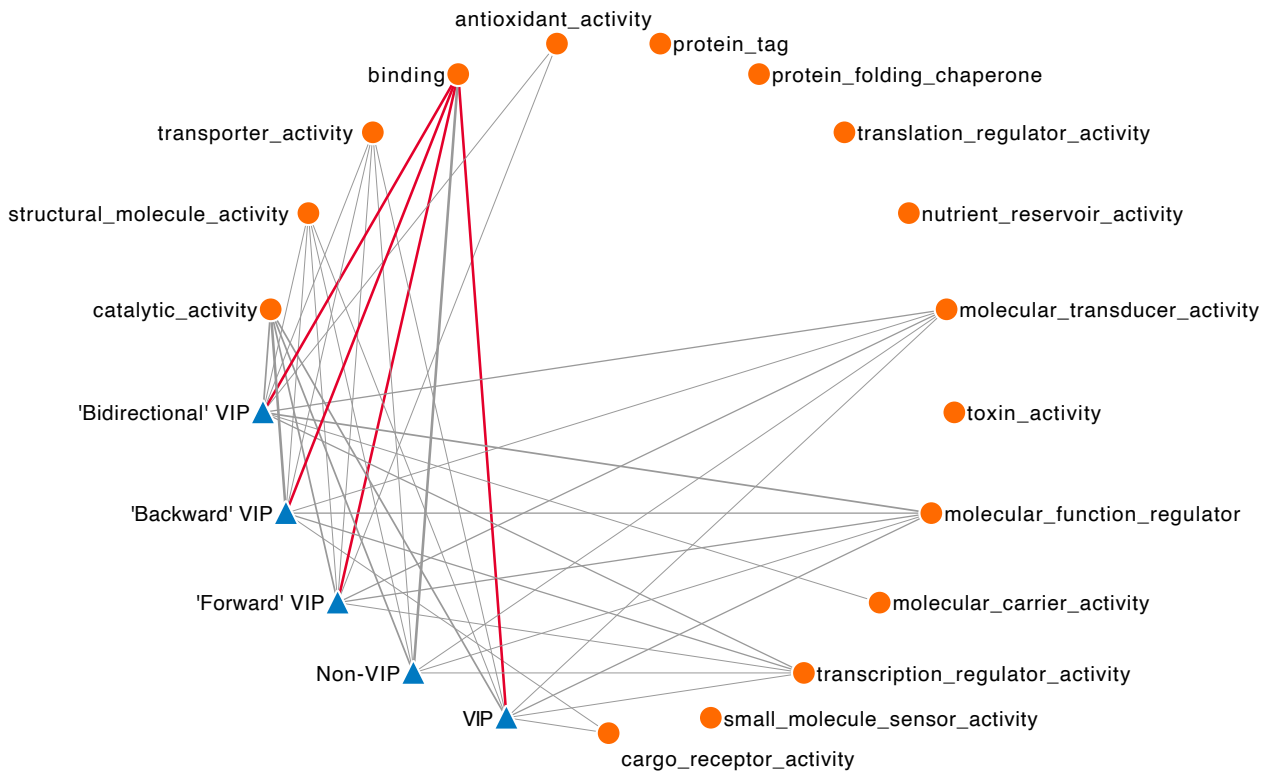 antioxidant_activity
protein_tag
binding
protein_folding_chaperone
transporter_activity
translation_regulator_activity
structural_molecule_activity
nutrient_reservoir_activity
catalytic_activity
molecular_transducer_activity
'Bidirectional' VIP
toxin_activity
'Backward' VIP
molecular_function_regulator
'Forward' VIP
molecular_carrier_activity
Non-VIP
transcription_regulator_activity
VIP
small_molecule_sensor_activity
cargo_receptor_activity